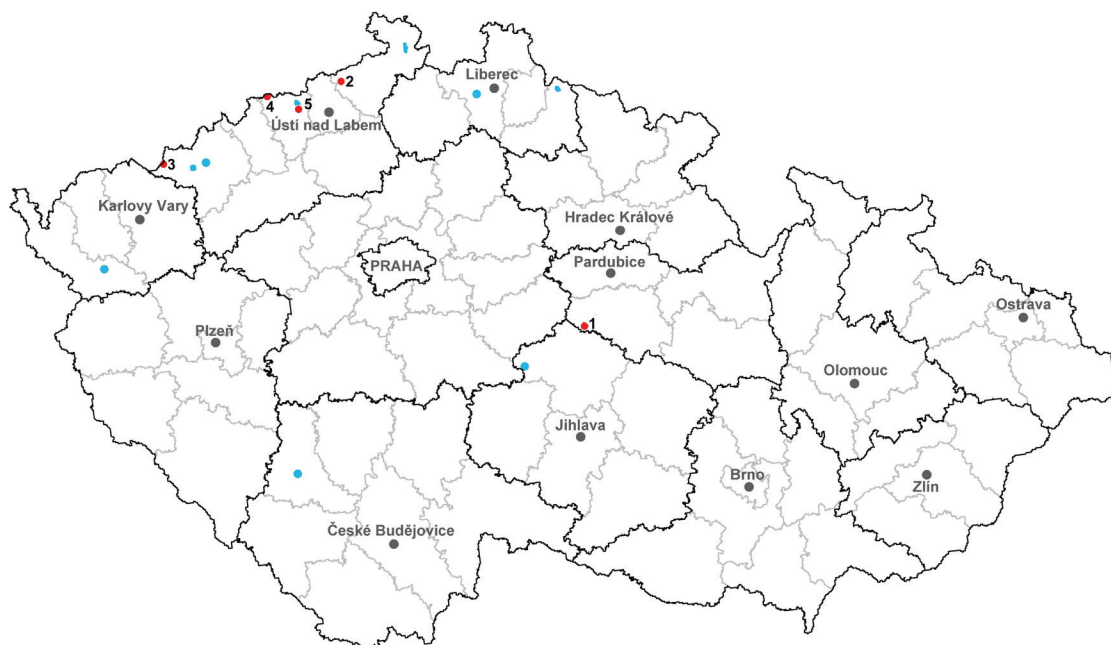 2
Liberec
4
5
Ústí nad Labem
3
Karlovy Vary
Hradec Králové
PRAHA
Pardubice
Ostrava
1
Plzeň
Olomouc
Jihlava
Brno
Zlín
České Budějovice